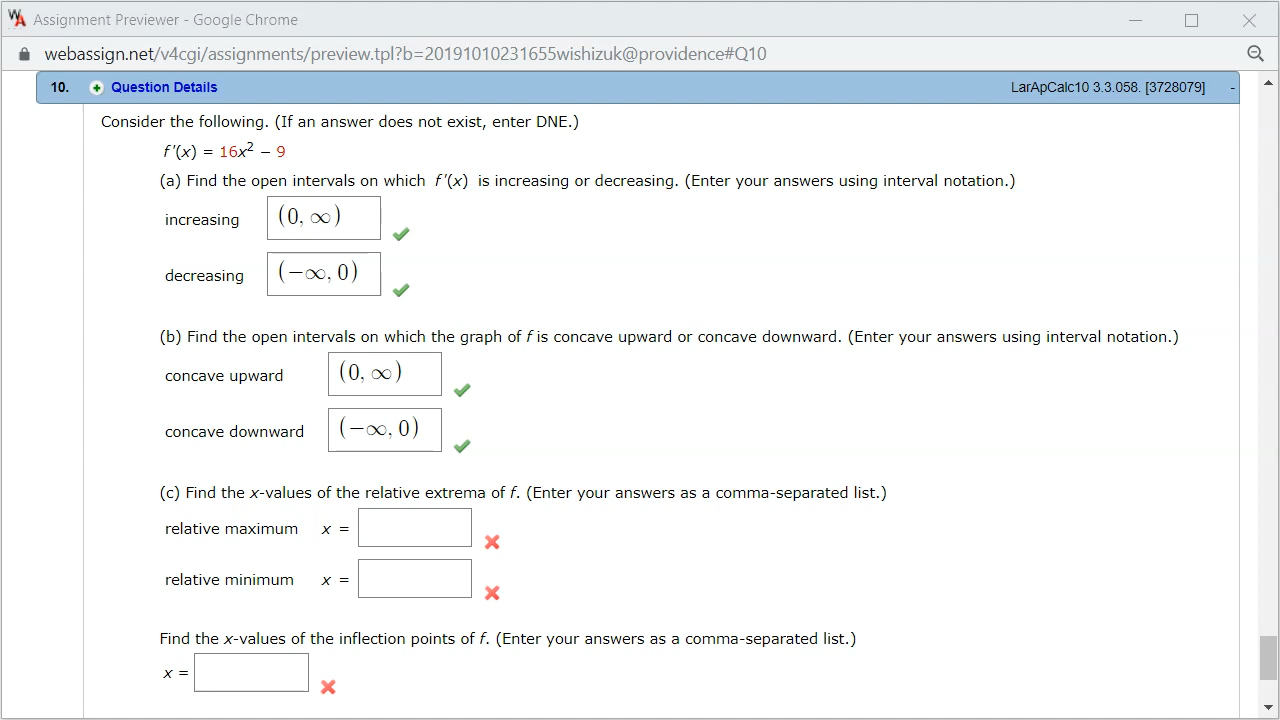 Assignment Previewer - Google Chrome
webassign.net/v4cgi/assignments/preview.tpl?b=20191010231655wishizuk@providence#Q10
10. Question Details LarApCalc10 3.3.058. [3728079] -
Consider the following. (If an answer does not exist, enter DNE.)
f'(x) = 16x² − 9
(a) Find the open intervals on which f'(x) is increasing or decreasing. (Enter your answers using interval notation.)
increasing (0, ∞)
decreasing (−∞, 0)
(b) Find the open intervals on which the graph of f is concave upward or concave downward. (Enter your answers using interval notation.)
concave upward (0, ∞)
concave downward (−∞, 0)
(c) Find the x-values of the relative extrema of f. (Enter your answers as a comma-separated list.)
relative maximum x =
relative minimum x =
Find the x-values of the inflection points of f. (Enter your answers as a comma-separated list.)
x =